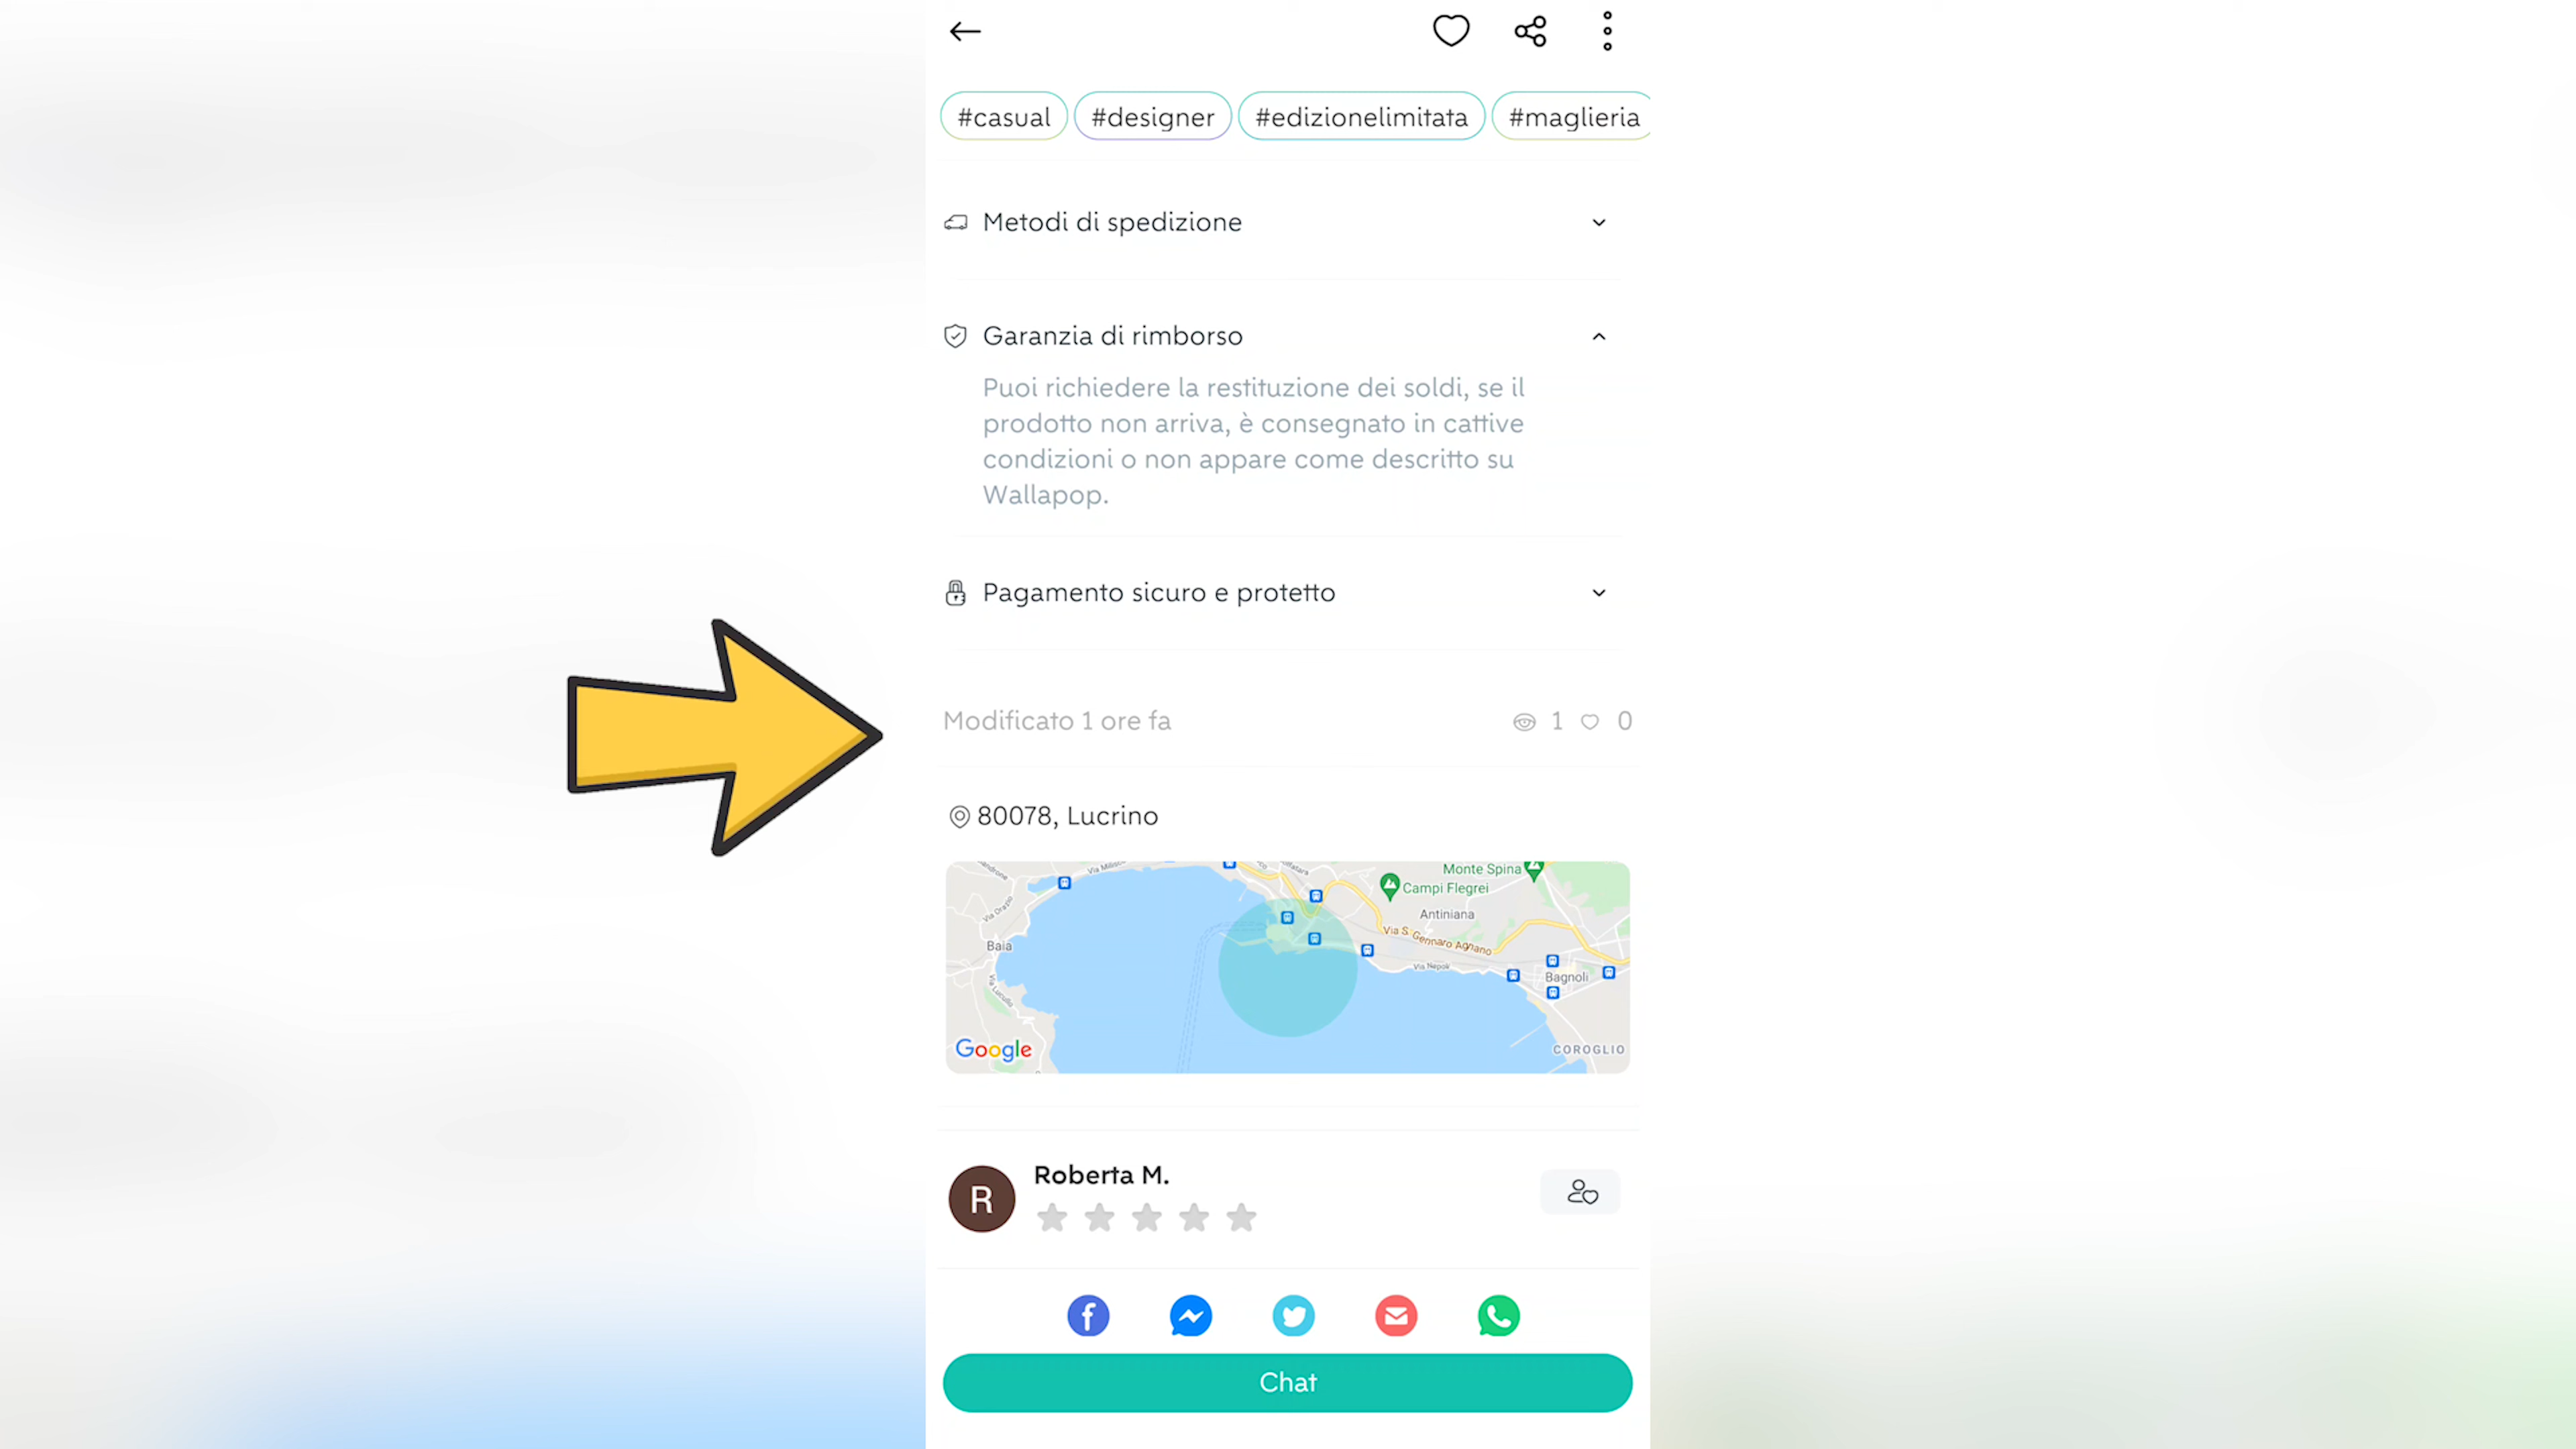 #casual #designer #edizionelimitata #maglieria
Metodi di spedizione
Garanzia di rimborso
Puoi richiedere la restituzione dei soldi, se il
prodotto non arriva, è consegnato in cattive
condizioni o non appare come descritto su
Wallapop.
Pagamento sicuro e protetto
Modificato 1 ore fa 1 0
80078, Lucrino
Monte Spina
Campi Flegrei
Antiniana
Via S. Gennaro Agnano
Baia
Via Napoli
Bagnoli
Google
COROGLIO
R
Roberta M.
Chat